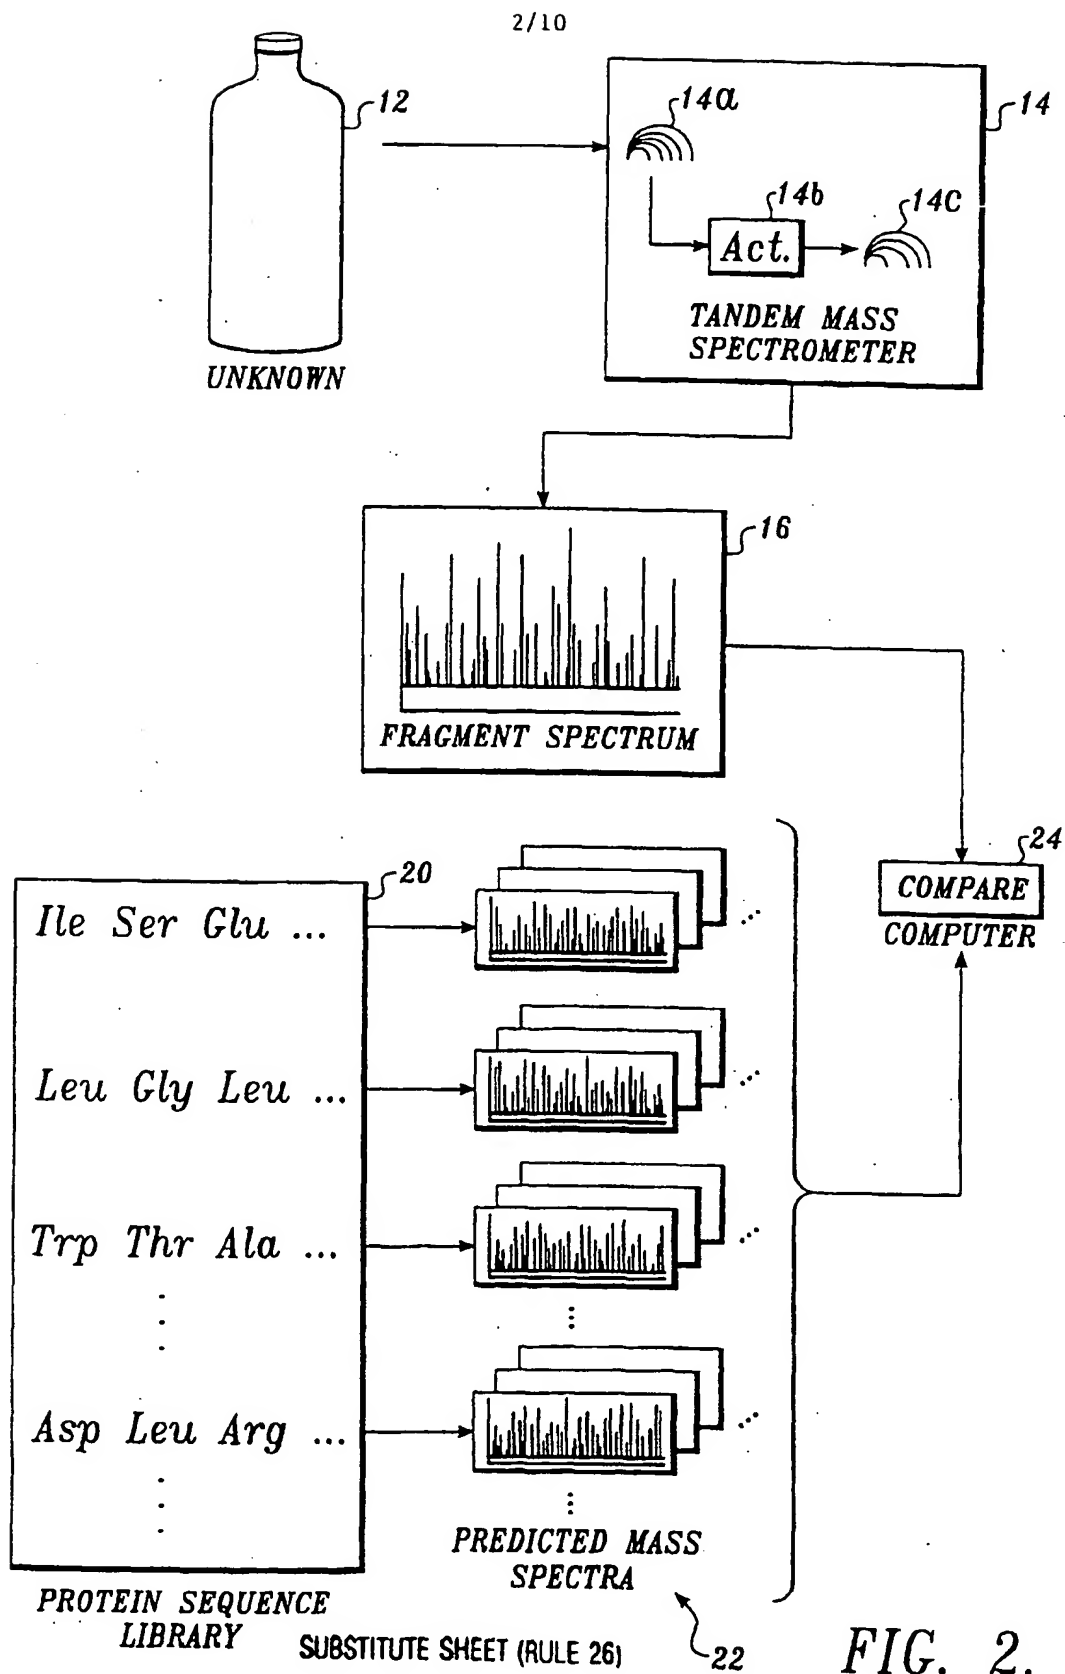 2/10
12
14a
14
14b
14c
Act.
TANDEM MASS
SPECTROMETER
UNKNOWN
16
FRAGMENT SPECTRUM
20
24
Ile Ser Glu ...
...
COMPARE
COMPUTER
Leu Gly Leu ...
...
Trp Thr Ala ...
...
Asp Leu Arg ...
...
PREDICTED MASS
SPECTRA
PROTEIN SEQUENCE
LIBRARY
SUBSTITUTE SHEET (RULE 26)
22
FIG. 2.